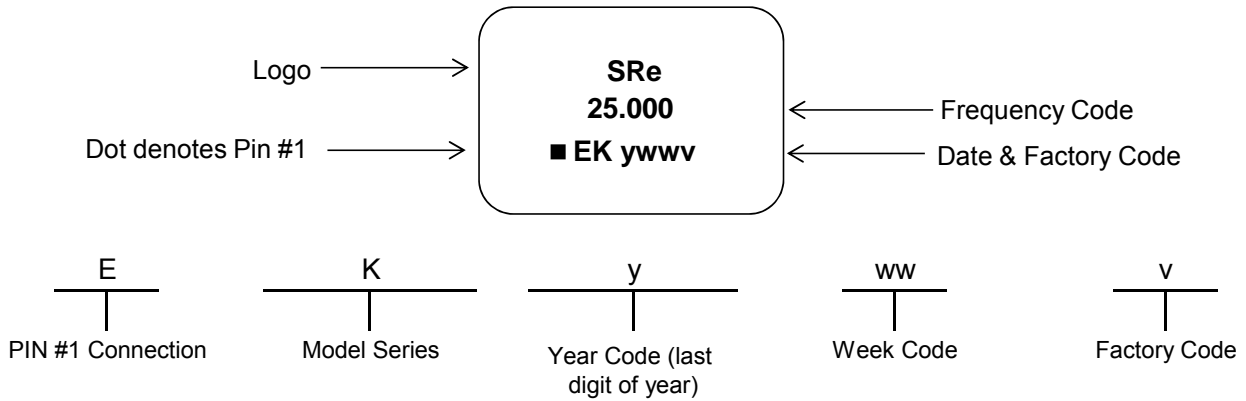 Logo
SRe
25.000
Frequency Code
Dot denotes Pin #1
■ EK ywwv
Date & Factory Code
E
K
y
ww
v
PIN #1 Connection
Model Series
Year Code (last
digit of year)
Week Code
Factory Code